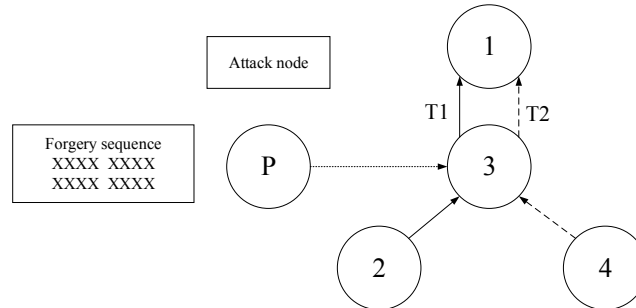 1
Attack node
T1 T2
Forgery sequence
XXXX XXXX
XXXX XXXX
P
3
2
4